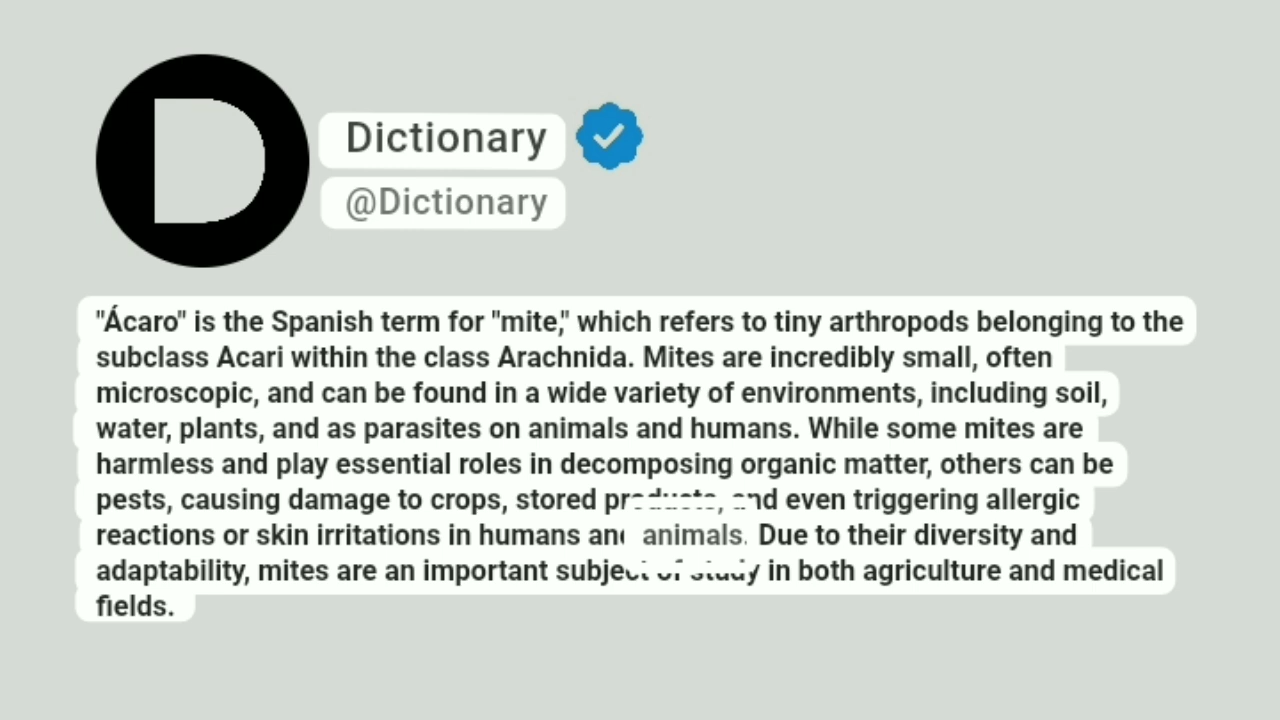 D
Dictionary
@Dictionary
"Ácaro" is the Spanish term for "mite," which refers to tiny arthropods belonging to the
subclass Acari within the class Arachnida. Mites are incredibly small, often
microscopic, and can be found in a wide variety of environments, including soil,
water, plants, and as parasites on animals and humans. While some mites are
harmless and play essential roles in decomposing organic matter, others can be
pests, causing damage to crops, stored products, and even triggering allergic
reactions or skin irritations in humans and animals. Due to their diversity and
adaptability, mites are an important subject of study in both agriculture and medical
fields.